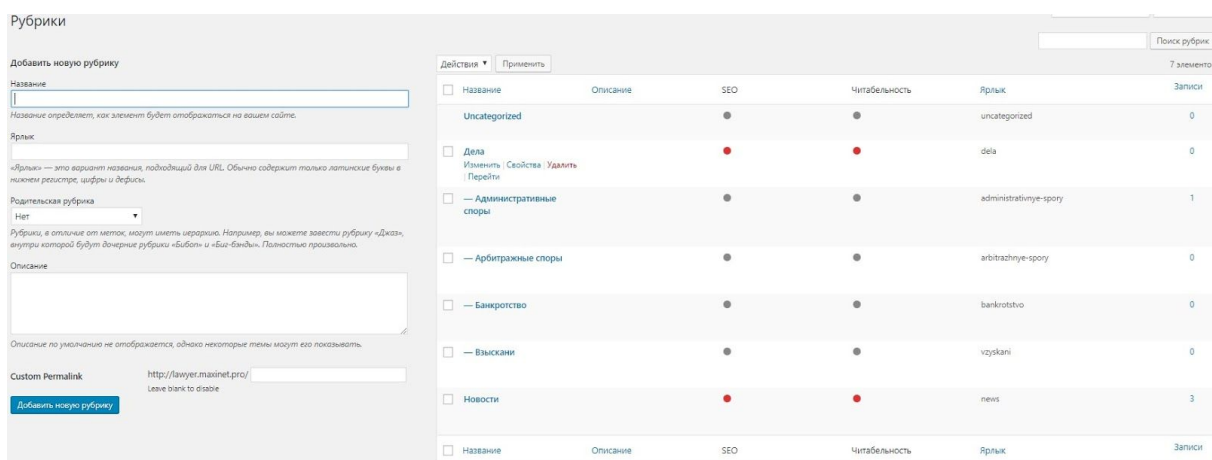 Рубрики
Поиск рубрик
Добавить новую рубрику
Название
Название определяет, как элемент будет отображаться на вашем сайте.
Ярлык
«Ярлык» — это вариант названия, подходящий для URL. Обычно содержит только латинские буквы в
нижнем регистре, цифры и дефисы.
Родительская рубрика
Нет
Рубрики, в отличие от меток, могут иметь иерархию. Например, вы можете завести рубрику «Джаз»,
внутри которой будут дочерние рубрики «Бибоп» и «Биг-бэнды». Полностью произвольно.
Описание
Описание по умолчанию не отображается, однако некоторые темы могут его показывать.
Custom Permalink http://lawyer.maxinet.pro/
Leave blank to disable
Добавить новую рубрику
Действия Применить 7 элементо
Название Описание SEO Читабельность Ярлык Записи
Uncategorized uncategorized 0
Дела dela 0
Изменить | Свойства | Удалить
| Перейти
— Административные administrativnye-spory 1
споры
— Арбитражные споры arbitrazhnye-spory 0
— Банкротство bankrotstvo 0
— Взыскани vzyskani 0
Новости news 3
Название Описание SEO Читабельность Ярлык Записи